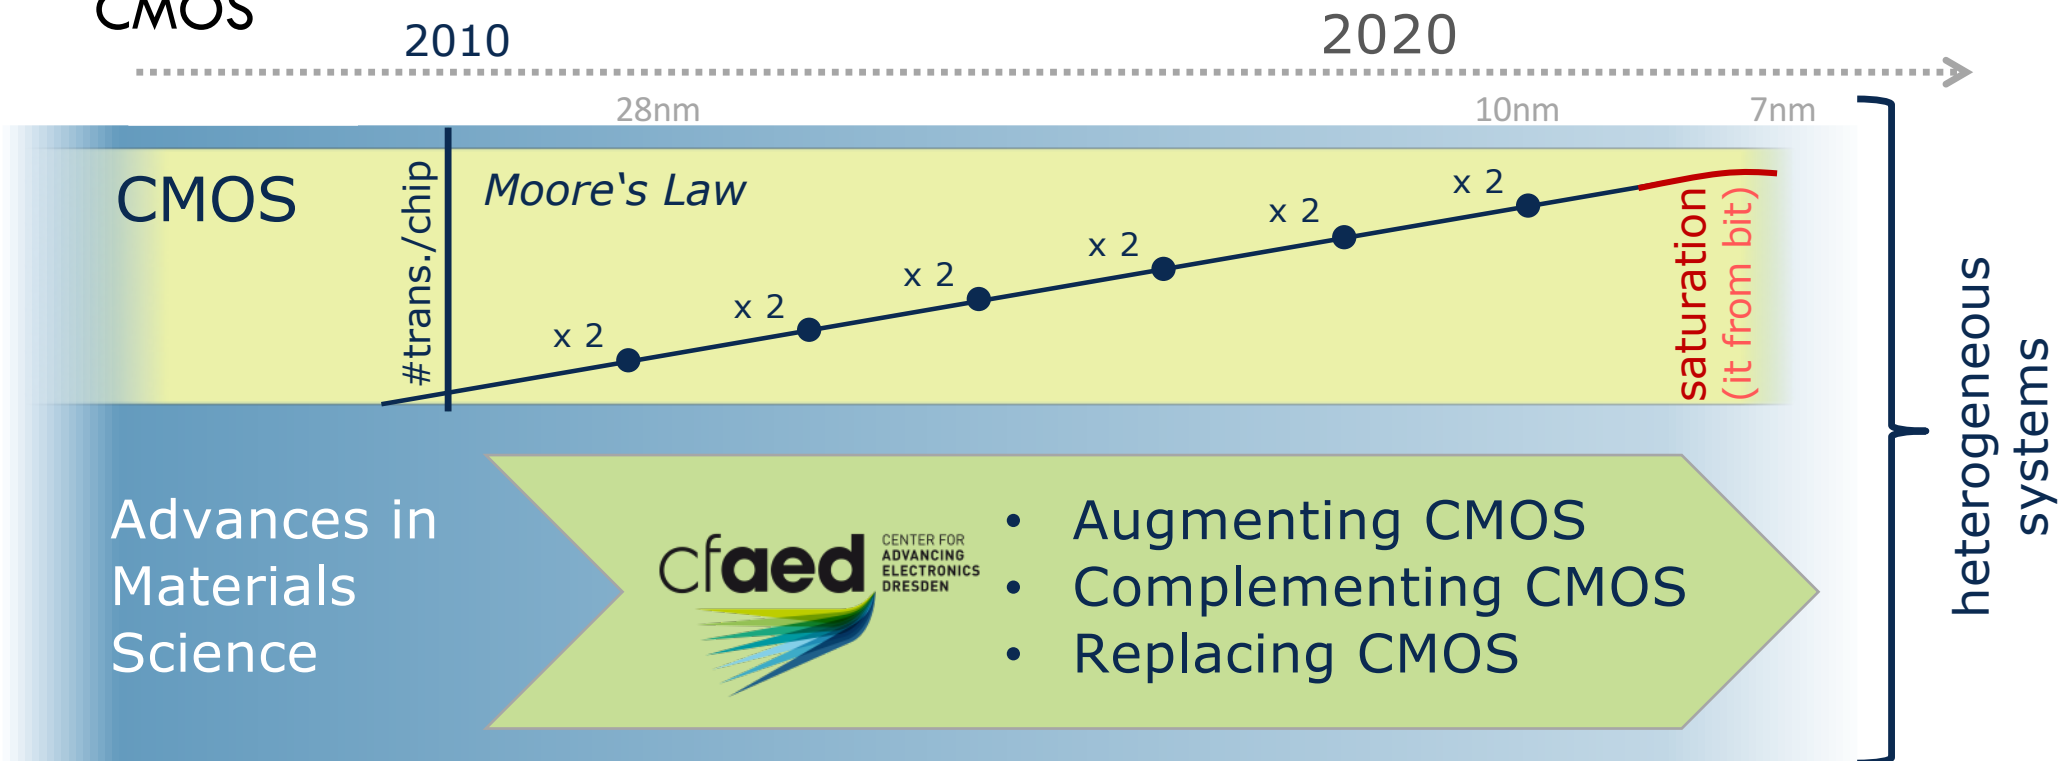 CMOS
2010
2020
28nm
10nm
7nm
CMOS
#trans./chip
Moore‘s Law
x 2
x 2
x 2
x 2
x 2
x 2
saturation
(it from bit)
heterogeneous
systems
Advances in
Materials
Science
cfaed
CENTER FOR
ADVANCING
ELECTRONICS
DRESDEN
• Augmenting CMOS
• Complementing CMOS
• Replacing CMOS